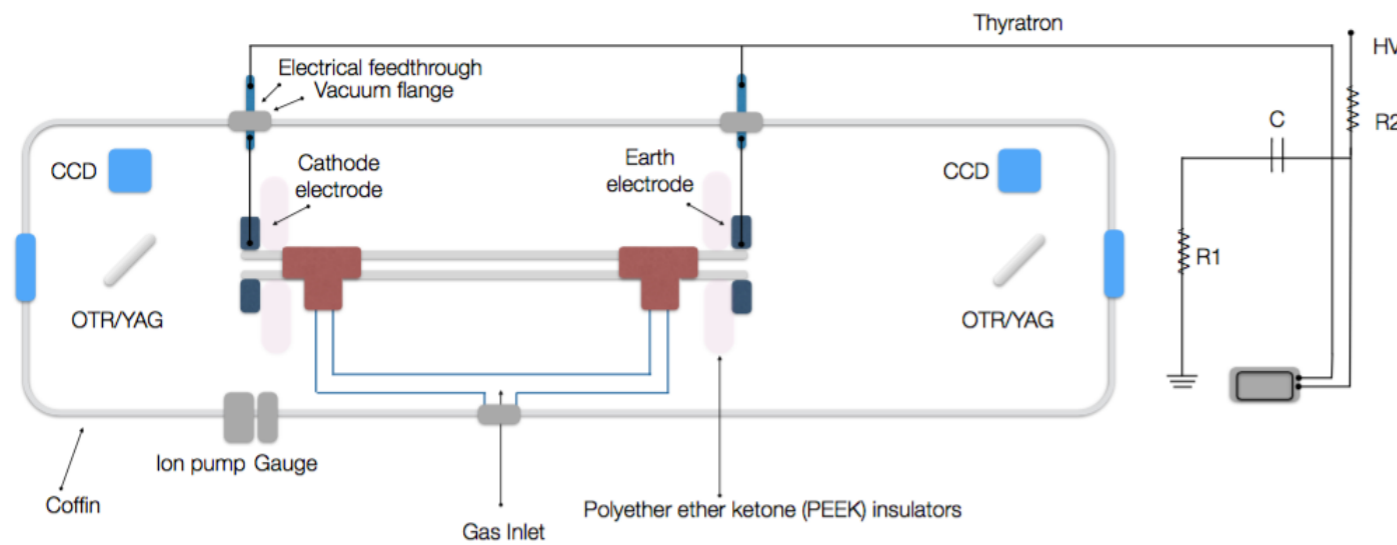 Thyratron
HV
Electrical feedthrough
Vacuum flange
R2
C
CCD
Cathode
electrode
Earth
electrode
CCD
R1
OTR/YAG
OTR/YAG
Ion pump Gauge
Coffin
Gas Inlet
Polyether ether ketone (PEEK) insulators